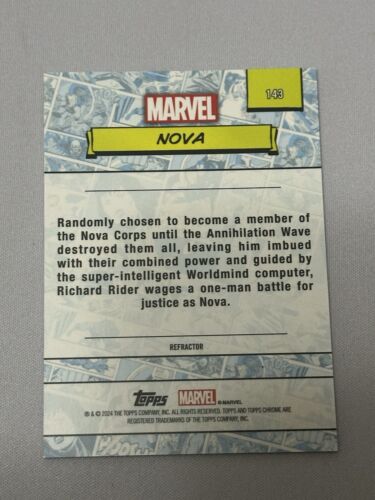 143
MARVEL
NOVA
Randomly chosen to become a member of
the Nova Corps until the Annihilation Wave
destroyed them all, leaving him imbued
with their combined power and guided by
the super-intelligent Worldmind computer,
Richard Rider wages a one-man battle for
justice as Nova.
REFRACTOR
Topps MARVEL © MARVEL
® & © 2024 THE TOPPS COMPANY, INC. ALL RIGHTS RESERVED. TOPPS AND TOPPS CHROME ARE
REGISTERED TRADEMARKS OF THE TOPPS COMPANY, INC.